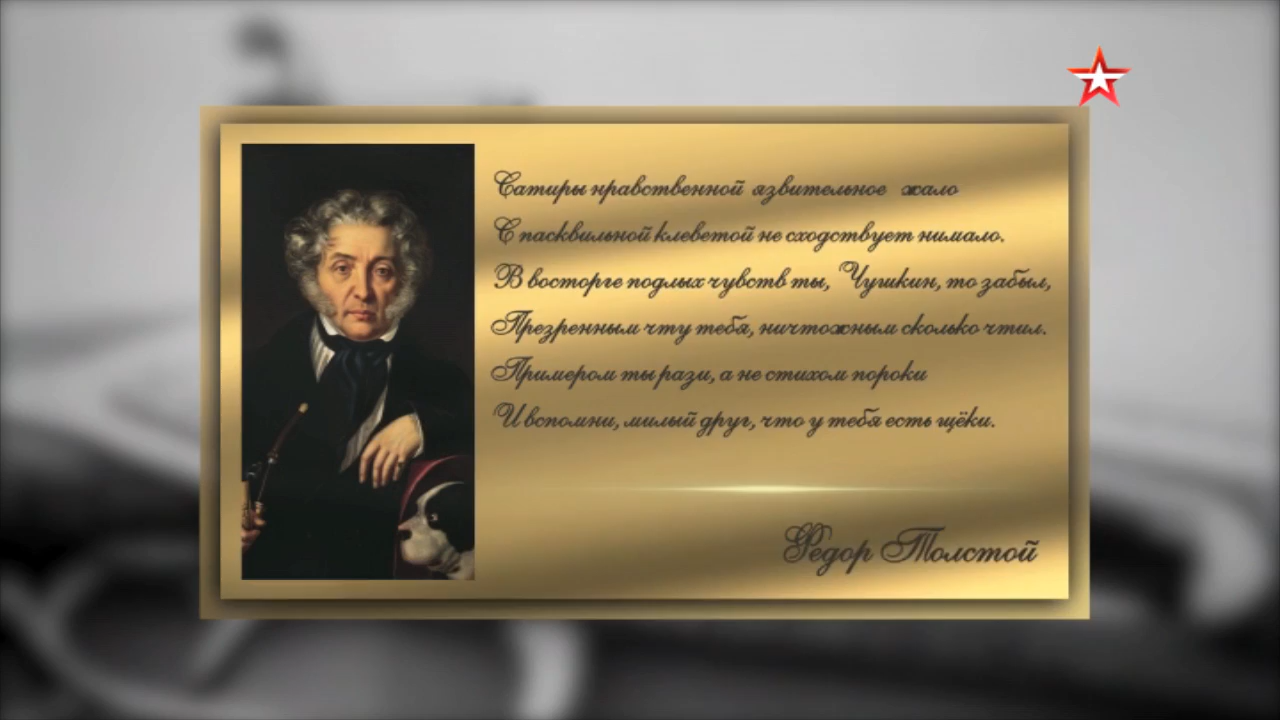 Сатиры нравственной язвительное жало
С пасквильной клеветой не сходствует нимало.
В восторге подлых чувств ты, Чушкин, то забыл,
Презренным чту тебя, ничтожным сколько чтил.
Примером ты рази, а не стихом пороки
И вспомни, милый друг, что у тебя есть щёки.
Федор Толстой